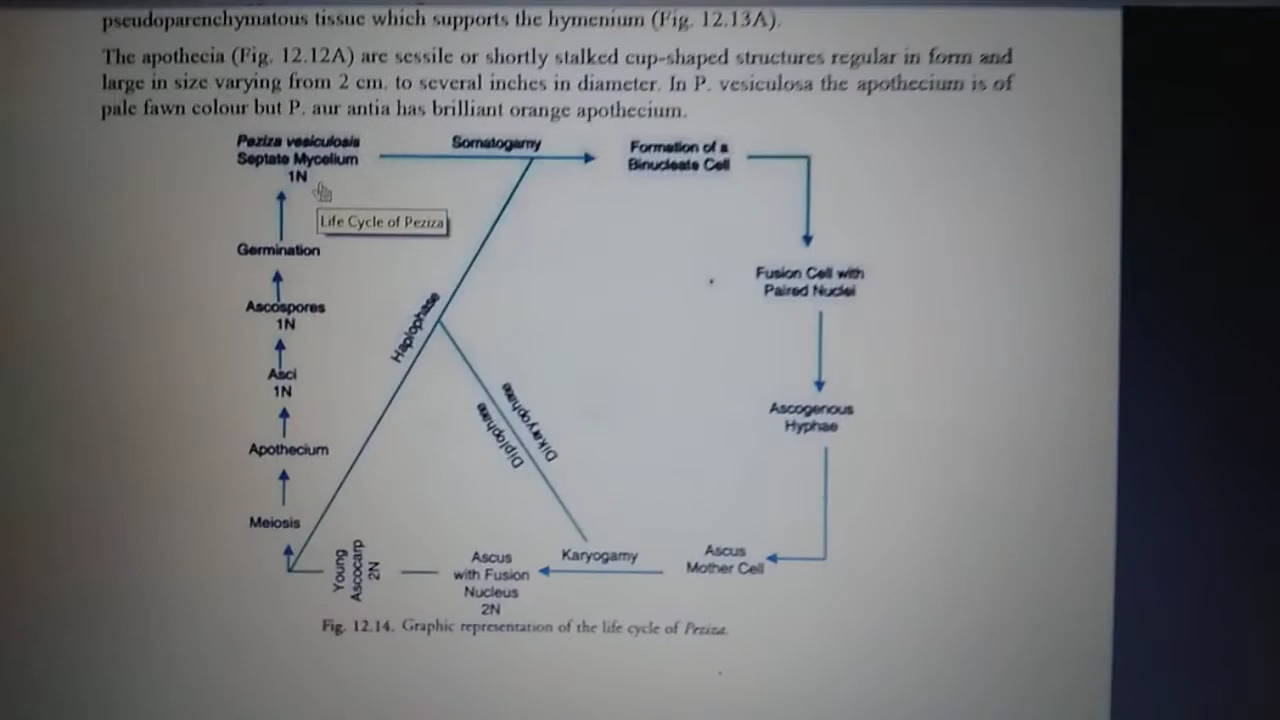 pseudoparenchymatous tissue which supports the hymenium (Fig. 12.13A).
The apothecia (Fig. 12.12A) are sessile or shortly stalked cup-shaped structures regular in form and
large in size varying from 2 cm. to several inches in diameter. In P. vesiculosa the apothecium is of
pale fawn colour but P. aur antia has brilliant orange apothecium.
Peziza vesiculosis
Septate Mycelium
1N
Somatogamy
Formation of a
Binucleate Cell
Life Cycle of Peziza
Germination
Fusion Cell with
Paired Nuclei
Ascospores
1N
Haplophase
Asci
1N
Dikaryophase
Diplophase
Ascogenous
Hyphae
Apothecium
Meiosis
Young
Ascocarp
2N
Ascus
with Fusion
Nucleus
2N
Karyogamy
Ascus
Mother Cell
Fig. 12.14. Graphic representation of the life cycle of Peziza.